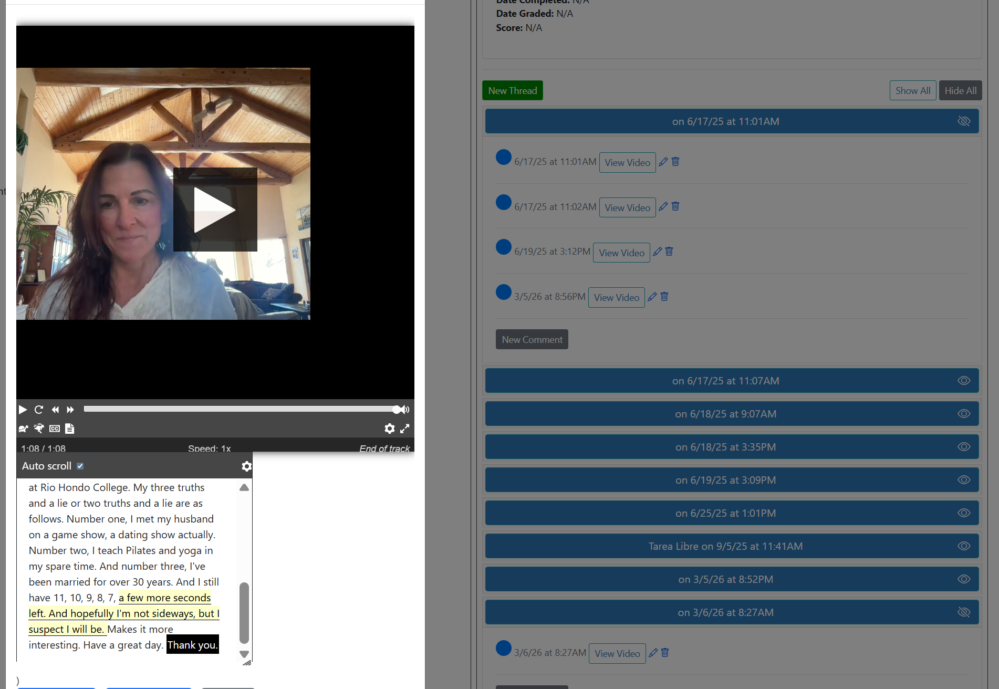 Date Completed: N/A
Date Graded: N/A
Score: N/A
New Thread
Show All
Hide All
on 6/17/25 at 11:01AM
6/17/25 at 11:01AM View Video
6/17/25 at 11:02AM View Video
6/19/25 at 3:12PM View Video
3/5/26 at 8:56PM View Video
New Comment
on 6/17/25 at 11:07AM
on 6/18/25 at 9:07AM
on 6/18/25 at 3:35PM
on 6/19/25 at 3:09PM
on 6/25/25 at 1:01PM
Tarea Libre on 9/5/25 at 11:41AM
on 3/5/26 at 8:52PM
on 3/6/26 at 8:27AM
3/6/26 at 8:27AM View Video
CC
1:08 / 1:08
Speed: 1x
End of track
Auto scroll
at Rio Hondo College. My three truths
and a lie or two truths and a lie are as
follows. Number one, I met my husband
on a game show, a dating show actually.
Number two, I teach Pilates and yoga in
my spare time. And number three, I've
been married for over 30 years. And I still
have 11, 10, 9, 8, 7, a few more seconds
left. And hopefully I'm not sideways, but I
suspect I will be. Makes it more
interesting. Have a great day. Thank you.
)